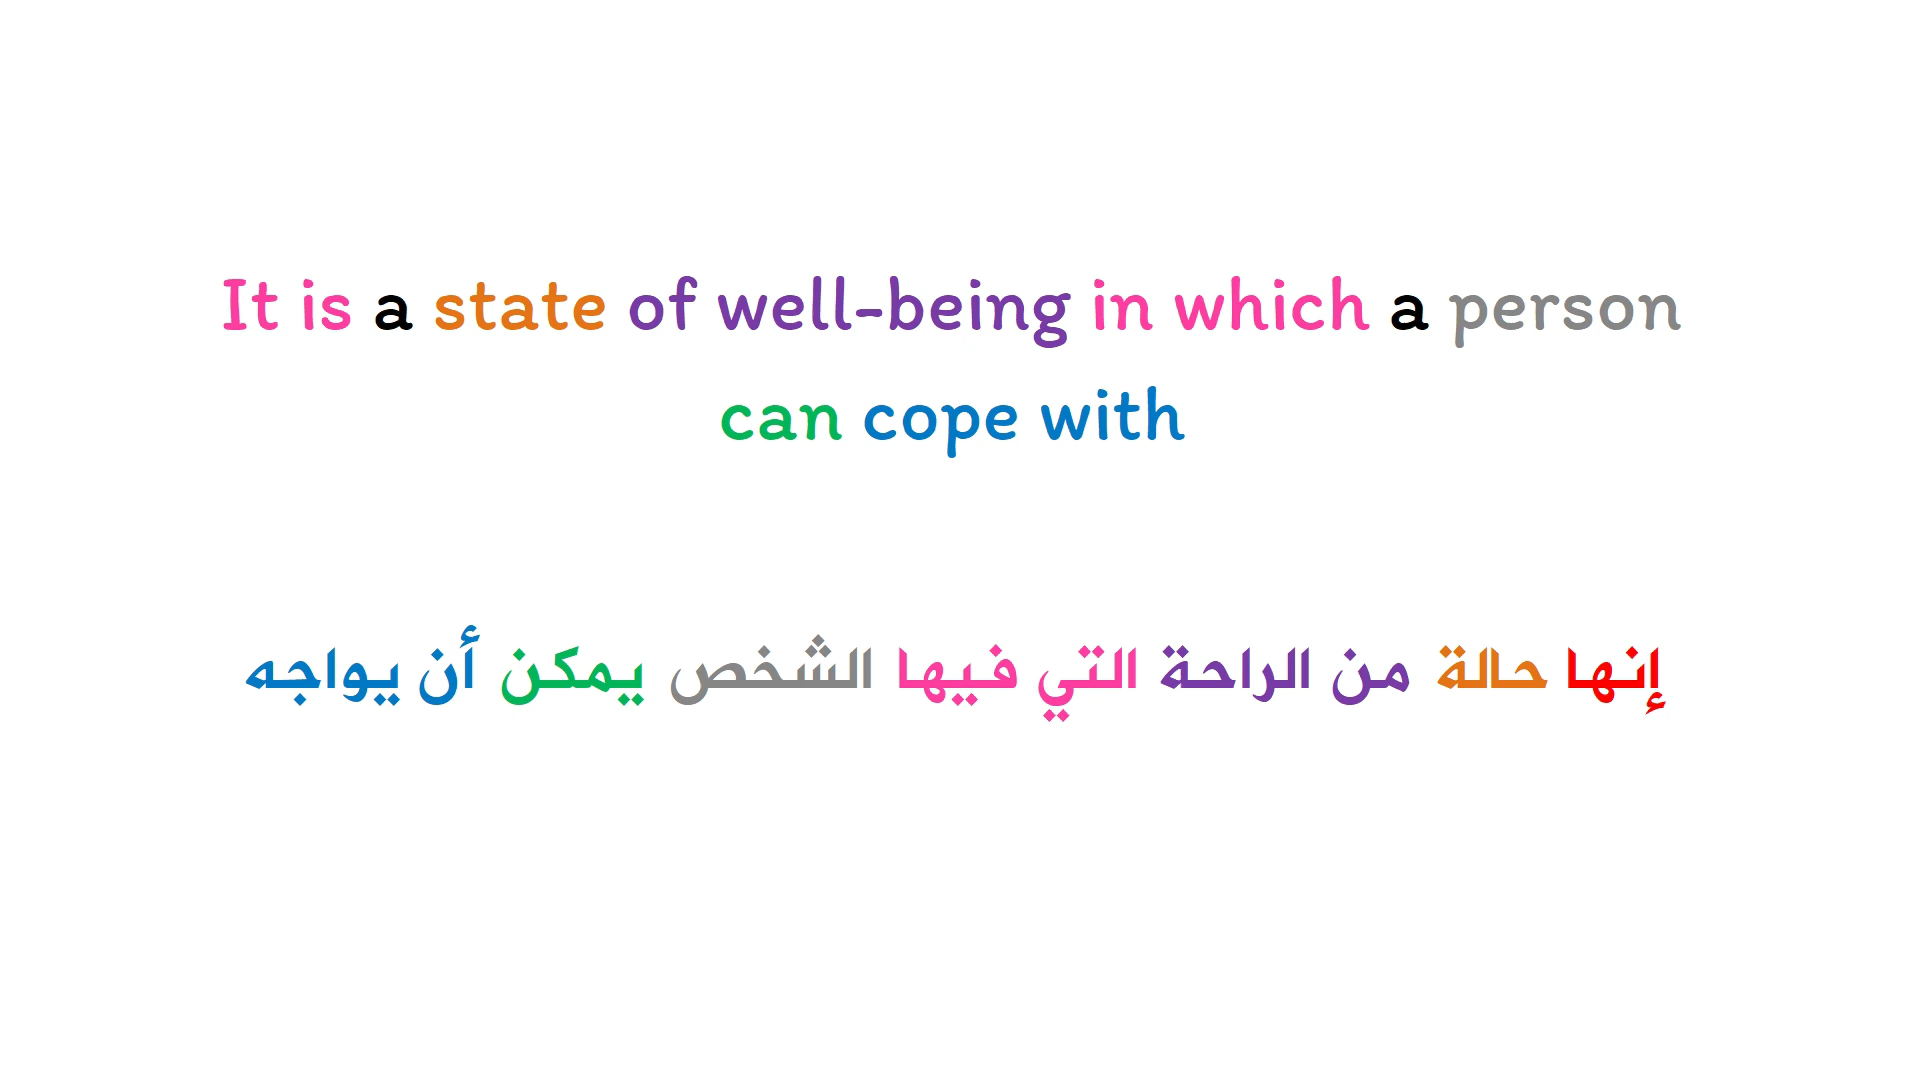 It is a state of well-being in which a person
can cope with
إنها حالة من الراحة التي فيها الشخص يمكن أن يواجه